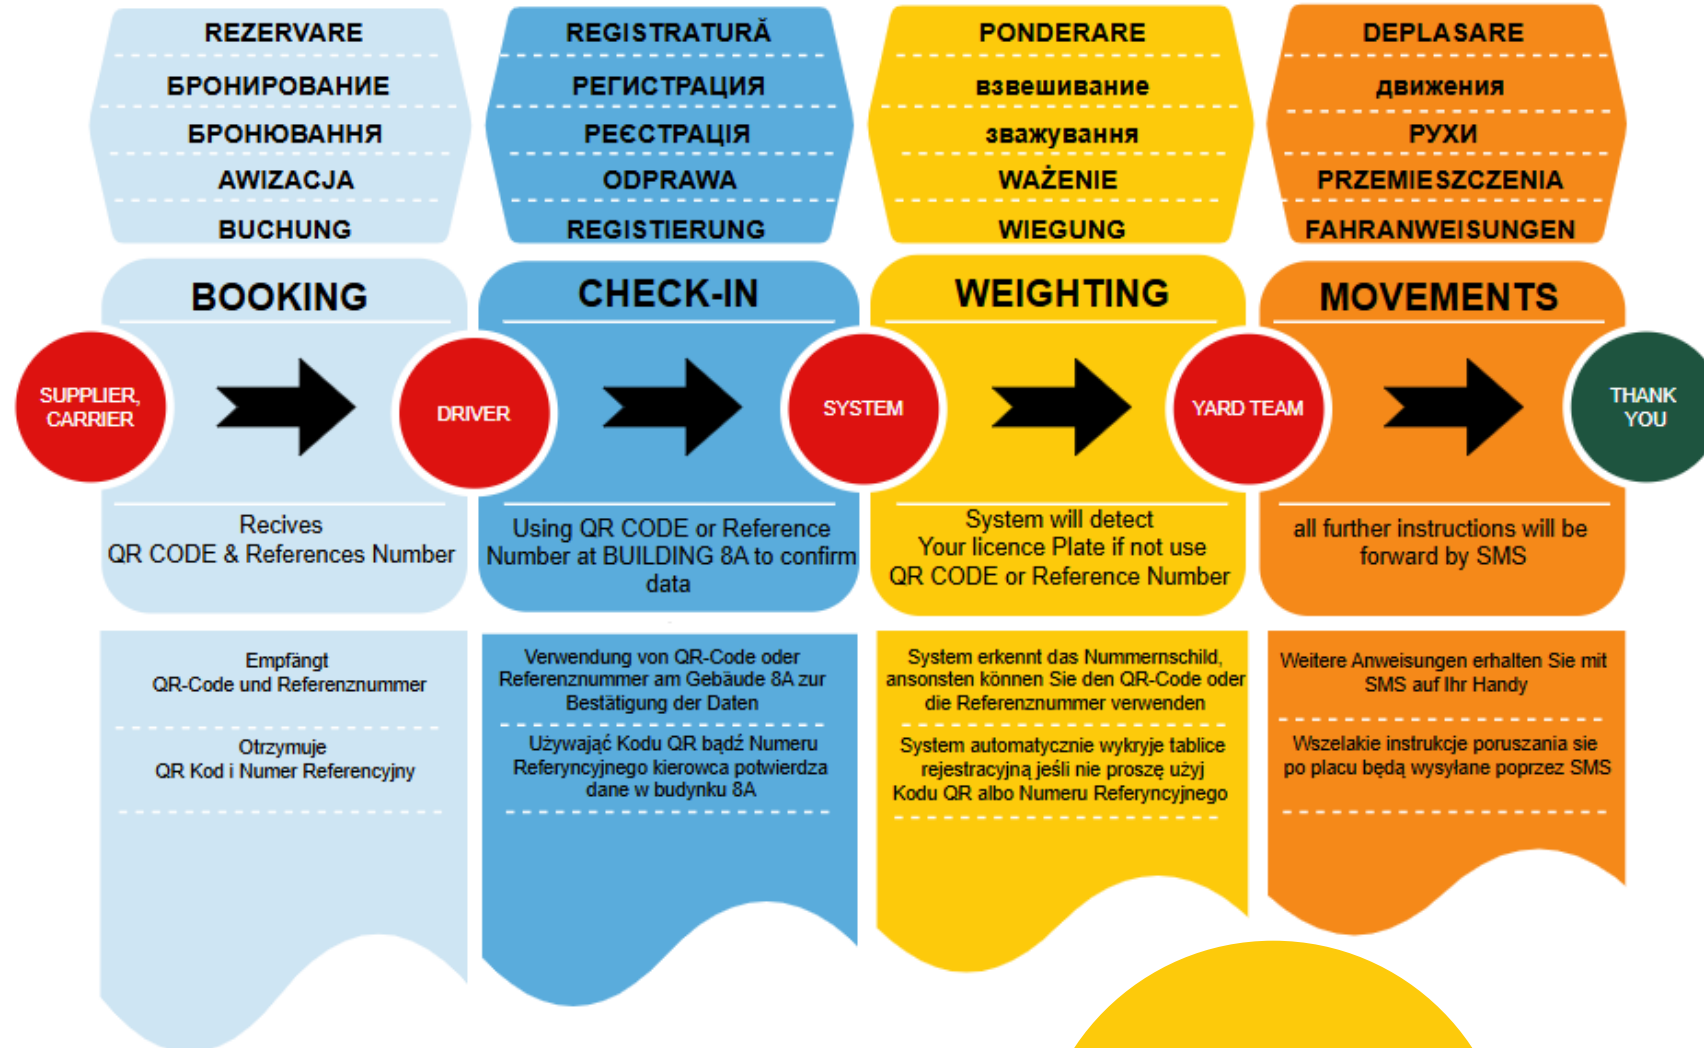 REZERVARE
БРОНИРОВАНИЕ
БРОНЮВАННЯ
AWIZACJA
BUCHUNG
REGISTRATURĂ
РЕГИСТРАЦИЯ
РЕЄСТРАЦІЯ
ODPRAWA
REGISTIERUNG
PONDERARE
взвешивание
зважування
WAŻENIE
WIEGUNG
DEPLASARE
движения
РУХИ
PRZEMIESZCZENIA
FAHRANWEISUNGEN
BOOKING
CHECK-IN
WEIGHTING
MOVEMENTS
SUPPLIER,
CARRIER
DRIVER
SYSTEM
YARD TEAM
THANK
YOU
Recives
QR CODE & References Number
Using QR CODE or Reference
Number at BUILDING 8A to confirm
data
System will detect
Your licence Plate if not use
QR CODE or Reference Number
all further instructions will be
forward by SMS
Empfängt
QR-Code und Referenznummer
Otrzymuje
QR Kod i Numer Referencyjny
Verwendung von QR-Code oder
Referenznummer am Gebäude 8A zur
Bestätigung der Daten
Używająć Kodu QR bądź Numeru
Referyncyjnego kierowca potwierdza
dane w budynku 8A
System erkennt das Nummernschild,
ansonsten können Sie den QR-Code oder
die Referenznummer verwenden
System automatycznie wykryje tablice
rejestracyjną jeśli nie proszę użyj
Kodu QR albo Numeru Referyncyjnego
Weitere Anweisungen erhalten Sie mit
SMS auf Ihr Handy
Wszelakie instrukcje poruszania sie
po placu będą wysyłane poprzez SMS